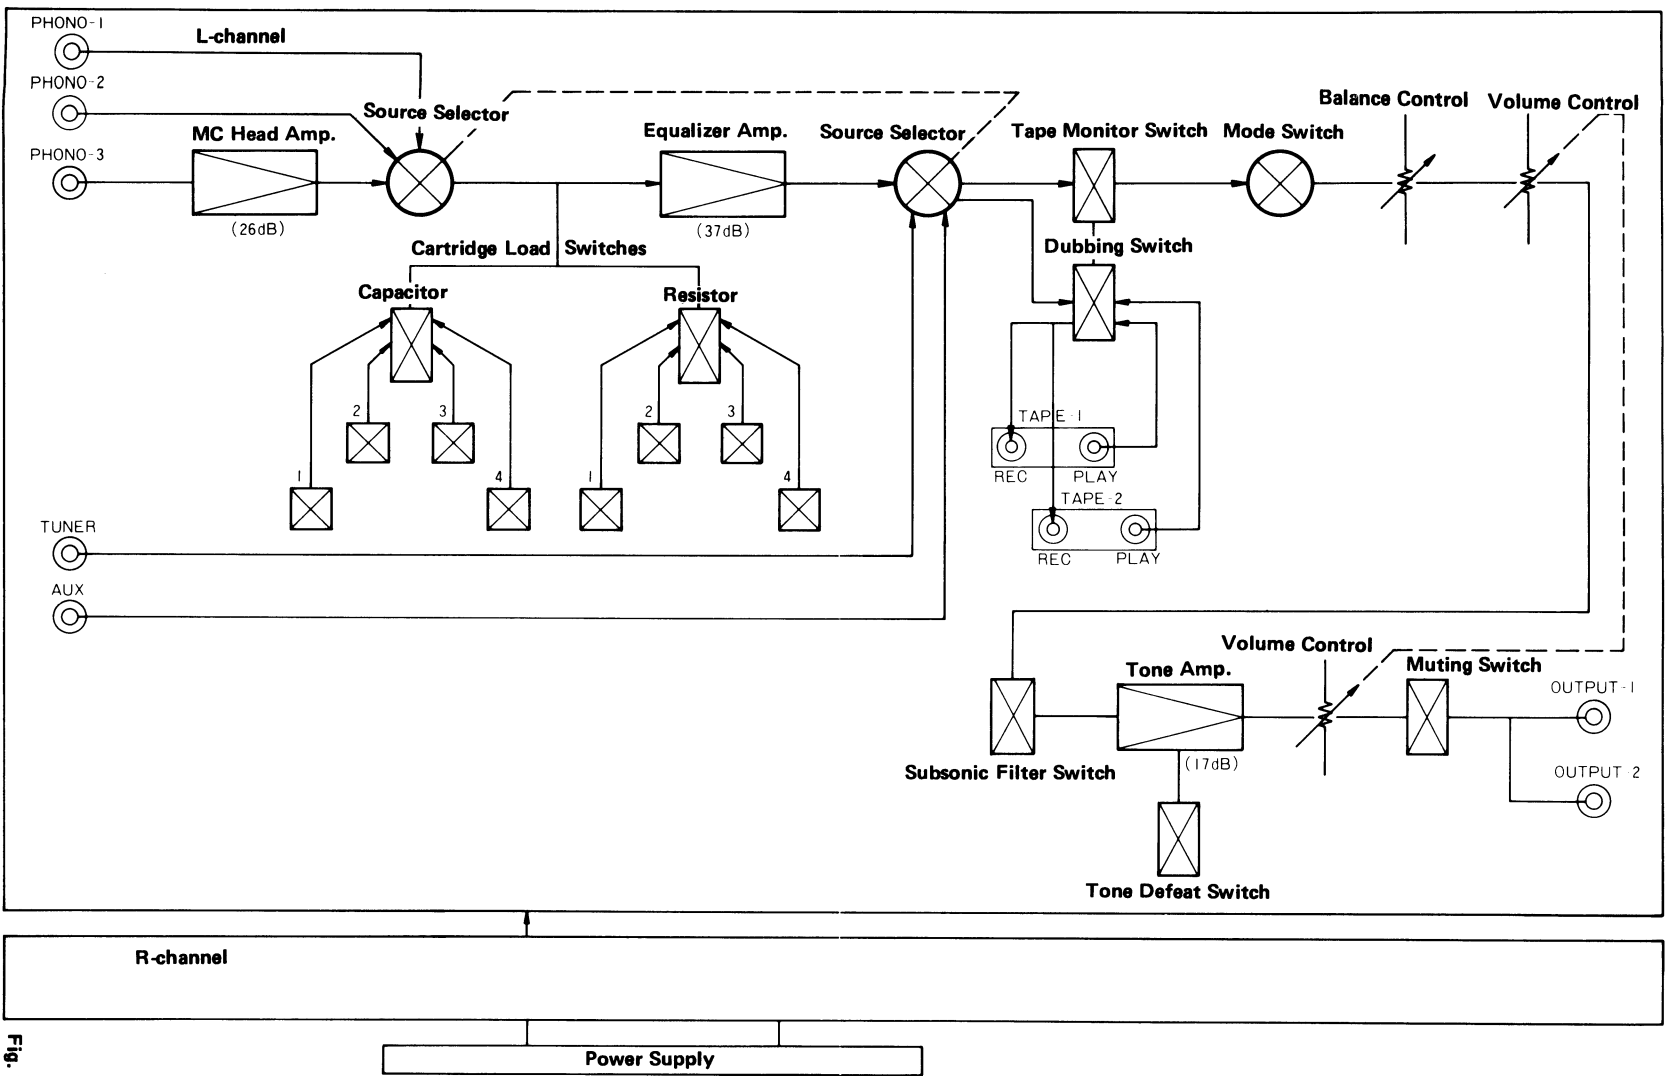 PHONO-1
L-channel
PHONO-2
Source Selector
MC Head Amp.
PHONO-3
(26dB)
Equalizer Amp.
(37dB)
Source Selector
Tape Monitor Switch
Mode Switch
Balance Control
Volume Control
Cartridge Load Switches
Capacitor
Resistor
Dubbing Switch
1
2
3
4
1
2
3
4
TAPE-1
REC
PLAY
TAPE-2
REC
PLAY
TUNER
AUX
Subsonic Filter Switch
Tone Amp.
(17dB)
Tone Defeat Switch
Volume Control
Muting Switch
OUTPUT-1
OUTPUT-2
R-channel
Power Supply
Fig.